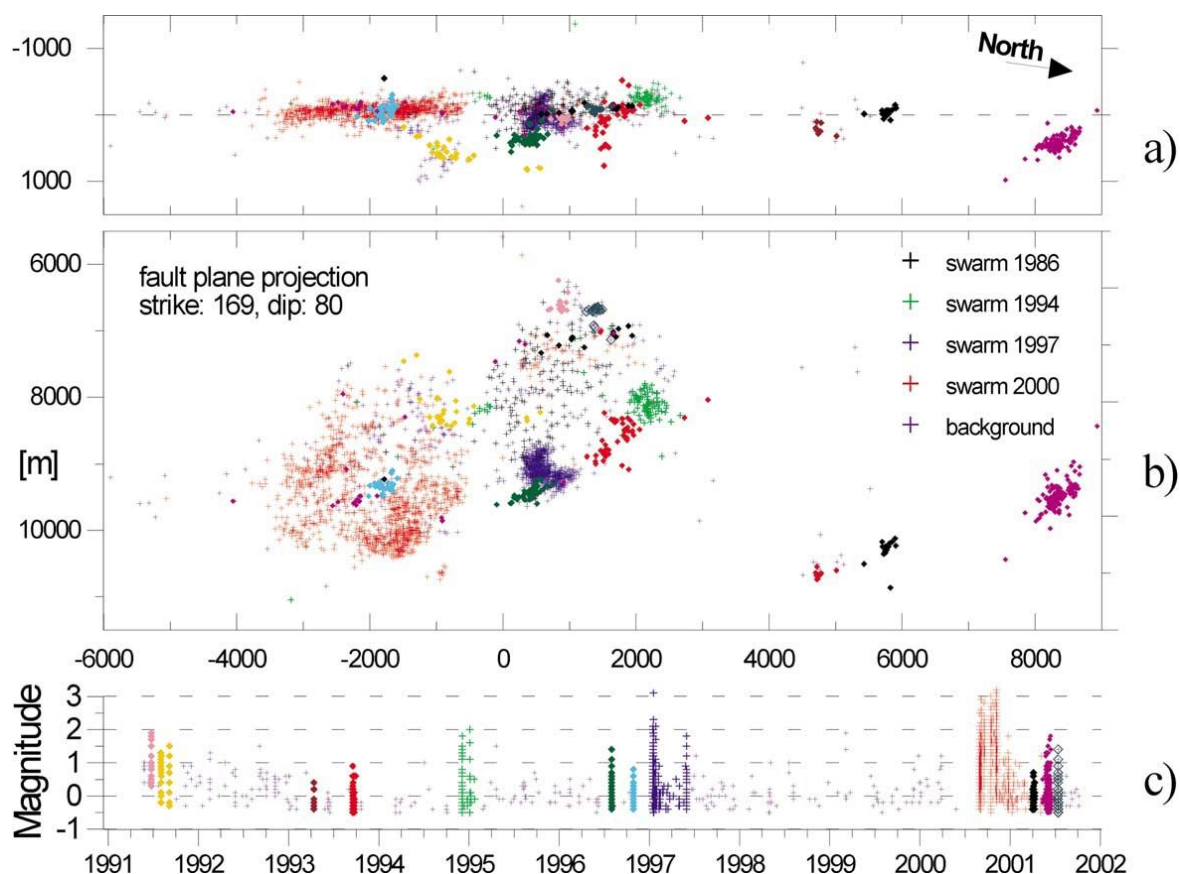 -1000
North
1000
a)
6000
fault plane projection
strike: 169, dip: 80
swarm 1986
swarm 1994
8000
swarm 1997
swarm 2000
background
[m]
b)
10000
-6000 -4000 -2000 0 2000 4000 6000 8000
Magnitude
3
2
1
0
-1
c)
1991 1992 1993 1994 1995 1996 1997 1998 1999 2000 2001 2002